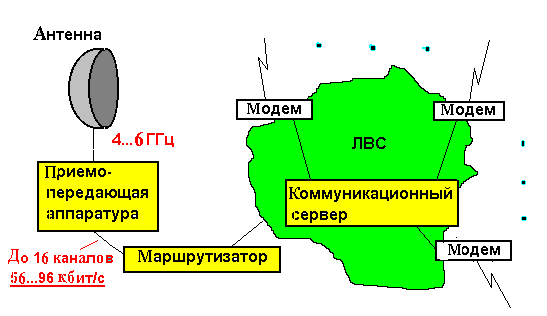 Антенна
4...6 ГГц
Приемо-
передающая
аппаратура
До 16 каналов
56...96 кбит/с
Маршрутизатор
Модем
Модем
ЛВС
Коммуникационный
сервер
Модем